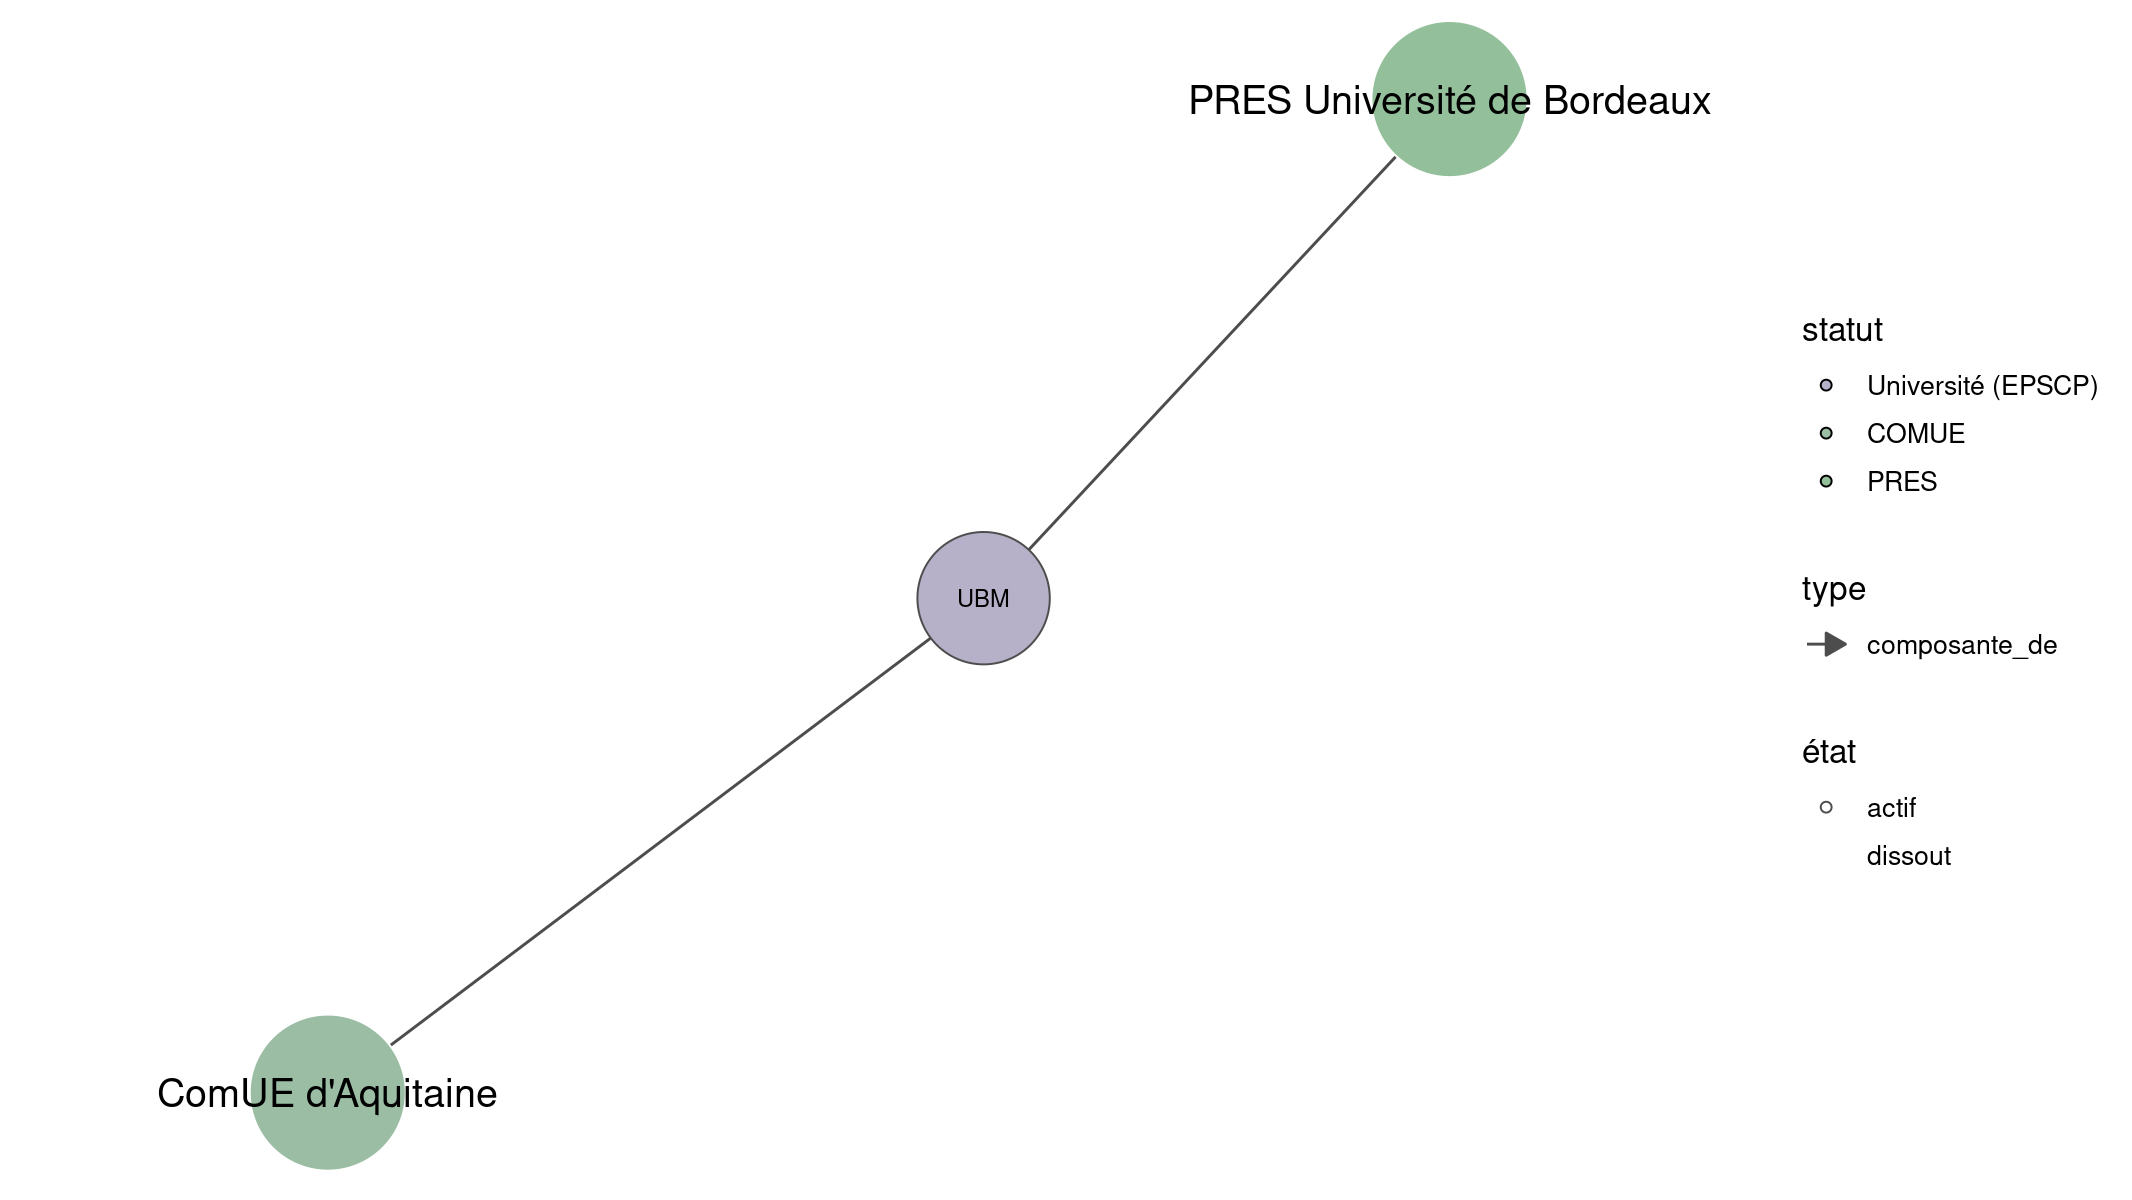 PRES Université de Bordeaux
UBM
ComUE d'Aquitaine
statut
Université (EPSCP)
COMUE
PRES
type
composante_de
état
actif
dissout